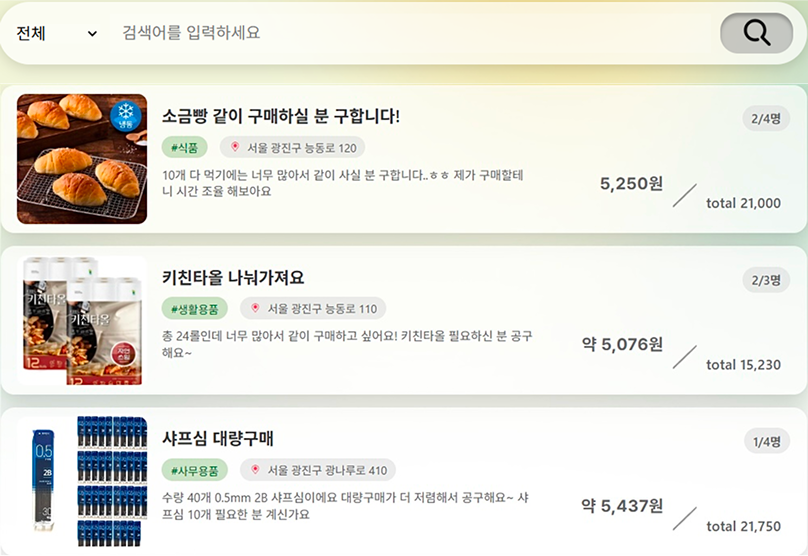 전체
검색어를 입력하세요
냉동
소금빵 같이 구매하실 분 구합니다!
2/4명
#식품
서울 광진구 능동로 120
10개 다 먹기에는 너무 많아서 같이 사실 분 구합니다..ㅎㅎ 제가 구매할테
니 시간 조율 해보아요
5,250원
total 21,000
키친타올
키친타올
12
12
키친타올 나눠가져요
2/3명
#생활용품
서울 광진구 능동로 110
총 24롤인데 너무 많아서 같이 구매하고 싶어요! 키친타올 필요하신 분 공구
해요~
약 5,076원
total 15,230
0.5
2B
30
샤프심 대량구매
1/4명
#사무용품
서울 광진구 광나루로 410
수량 40개 0.5mm 2B 샤프심이에요 대량구매가 더 저렴해서 공구해요~ 샤
프심 10개 필요한 분 계신가요
약 5,437원
total 21,750